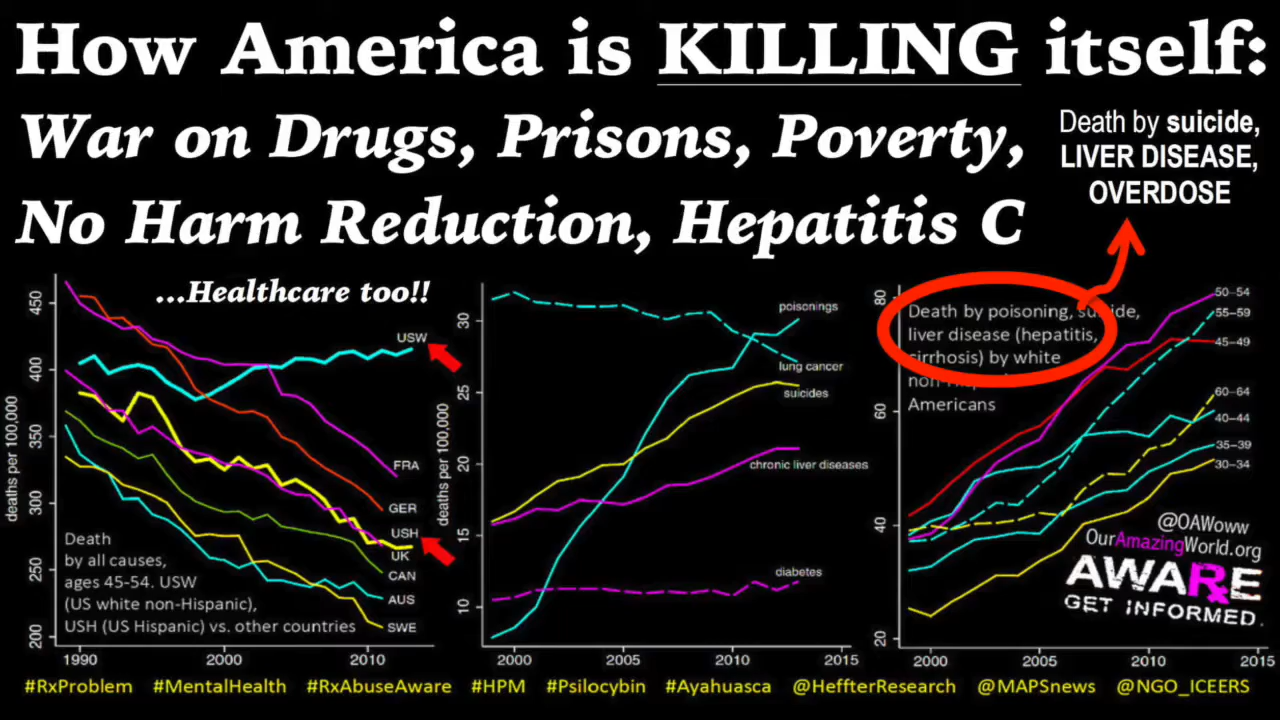 How America is KILLING itself:
War on Drugs, Prisons, Poverty,
No Harm Reduction, Hepatitis C
Death by suicide,
LIVER DISEASE,
OVERDOSE
...Healthcare too!!
deaths per 100,000
450
400
350
300
250
200
USW
FRA
GER
USH
UK
CAN
AUS
SWE
Death
by all causes,
ages 45-54. USW
(US white non-Hispanic),
USH (US Hispanic) vs. other countries
1990
2000
2010
deaths per 100,000
30
25
20
15
10
poisonings
lung cancer
suicides
chronic liver diseases
diabetes
2000
2005
2010
2015
80
60
40
20
Death by poisoning, suicide,
liver disease (hepatitis,
cirrhosis) by white
Americans
50–54
55–59
45–49
60–64
40–44
35–39
30–34
2000
2005
2010
2015
@OAWoww
OurAmazingWorld.org
AWARxE
GET INFORMED.
#RxProblem #MentalHealth #RxAbuseAware #HPM #Psilocybin #Ayahuasca @HeffterResearch @MAPSnews @NGO_ICEERS